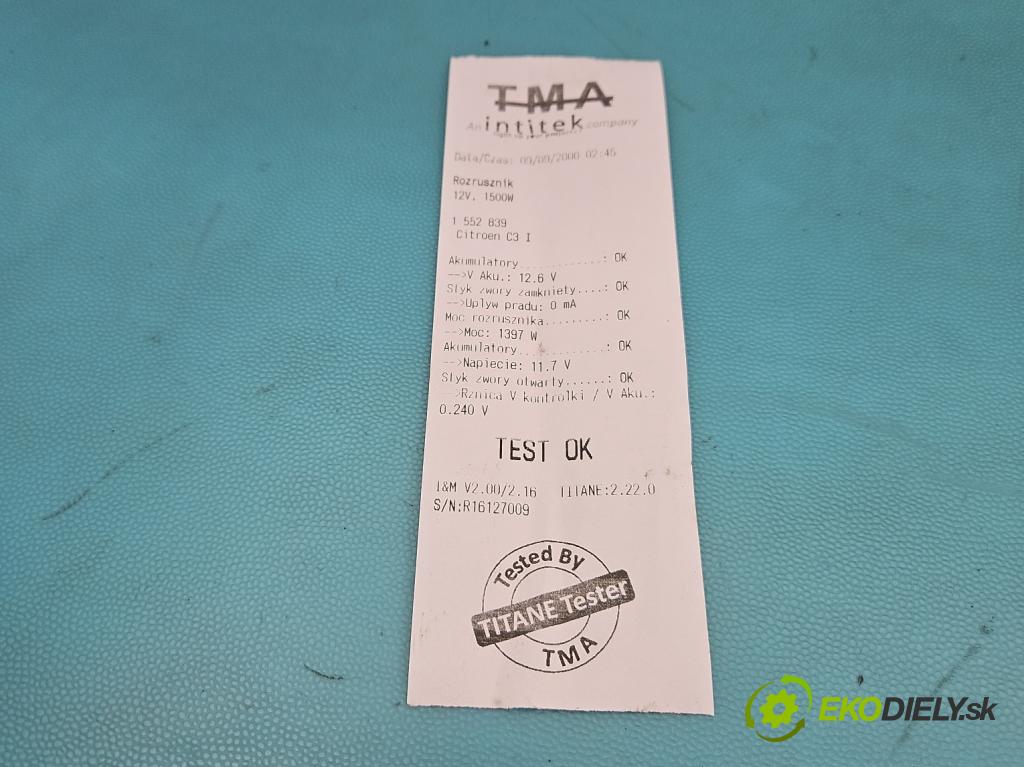 TMA
An intitek company
Data/Czas: 09/09/2000 02:45
Rozrusznik
12V, 1500W
1 552 839
Citroen C3 I
Akumulatory............: OK
-->V Aku.: 12.6 V
Styk zwory zamkniety....: OK
-->Uplyw pradu: 0 mA
Moc rozrusznika.........: OK
-->Moc: 1397 W
Akumulatory............: OK
-->Napiecie: 11.7 V
Styk zwory otwarty......: OK
-->Rznica V kontrolki / V Aku.:
0.240 V
TEST OK
I&M V2.00/2.16 TITANE:2.22.0
S/N:R16127009
Tested By
TITANE Tester
TMA
EKODIELY.sk